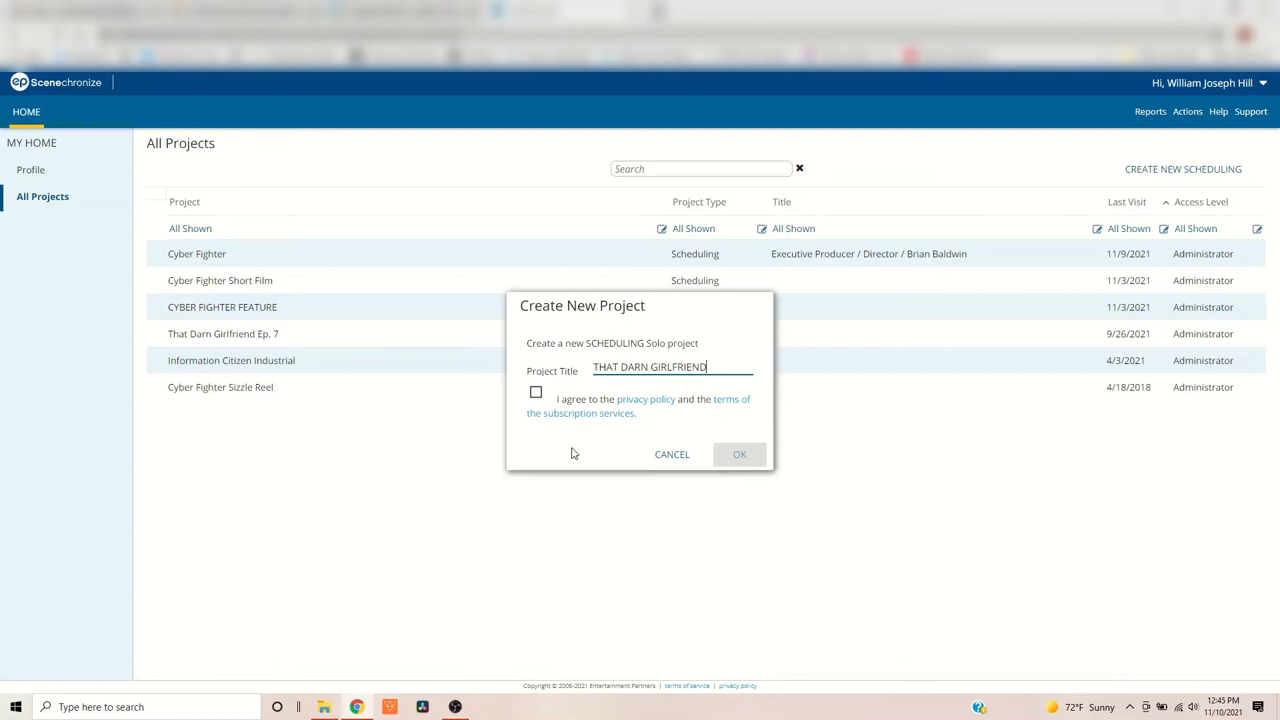 ep Scenechronize
Hi, William Joseph Hill
HOME
Reports Actions Help Support
MY HOME
Profile
All Projects
All Projects
Search
CREATE NEW SCHEDULING
Project Project Type Title Last Visit Access Level
All Shown All Shown All Shown All Shown All Shown
Cyber Fighter Scheduling Executive Producer / Director / Brian Baldwin 11/9/2021 Administrator
Cyber Fighter Short Film Scheduling 11/3/2021 Administrator
CYBER FIGHTER FEATURE 11/3/2021 Administrator
That Darn Girlfriend Ep. 7 9/26/2021 Administrator
Information Citizen Industrial 4/3/2021 Administrator
Cyber Fighter Sizzle Reel 4/18/2018 Administrator
Create New Project
Create a new SCHEDULING Solo project
Project Title THAT DARN GIRLFRIEND
I agree to the privacy policy and the terms of
the subscription services.
CANCEL OK
Copyright © 2006-2021 Entertainment Partners | terms of service | privacy policy
Type here to search
72°F Sunny
12:45 PM
11/10/2021